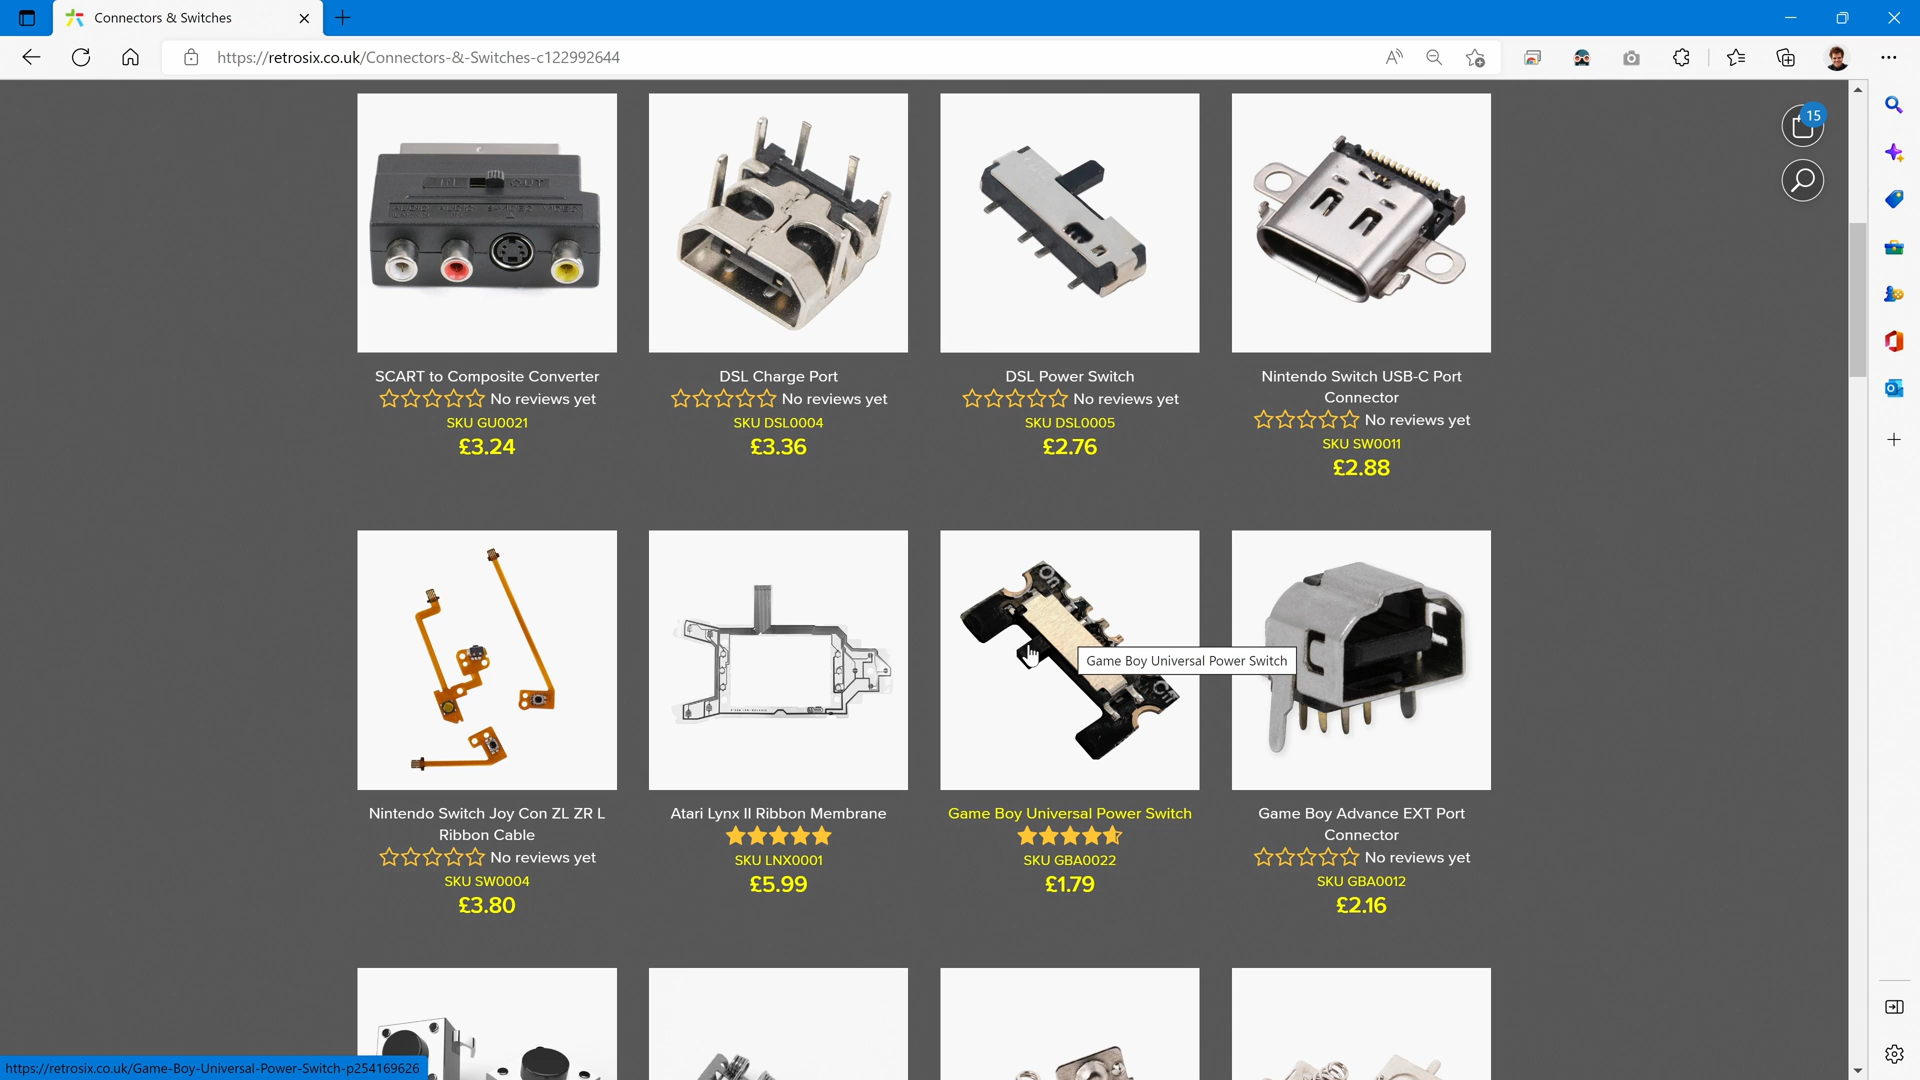 Connectors & Switches
https://retrosix.co.uk/Connectors-&-Switches-c122992644
15
IN OUT
SCART to Composite Converter
No reviews yet
SKU GU0021
£3.24
DSL Charge Port
No reviews yet
SKU DSL0004
£3.36
DSL Power Switch
No reviews yet
SKU DSL0005
£2.76
Nintendo Switch USB-C Port
Connector
No reviews yet
SKU SW0011
£2.88
On
Game Boy Universal Power Switch
Nintendo Switch Joy Con ZL ZR L
Ribbon Cable
No reviews yet
SKU SW0004
£3.80
Atari Lynx II Ribbon Membrane
SKU LNX0001
£5.99
Game Boy Universal Power Switch
SKU GBA0022
£1.79
Game Boy Advance EXT Port
Connector
No reviews yet
SKU GBA0012
£2.16
https://retrosix.co.uk/Game-Boy-Universal-Power-Switch-p254169626